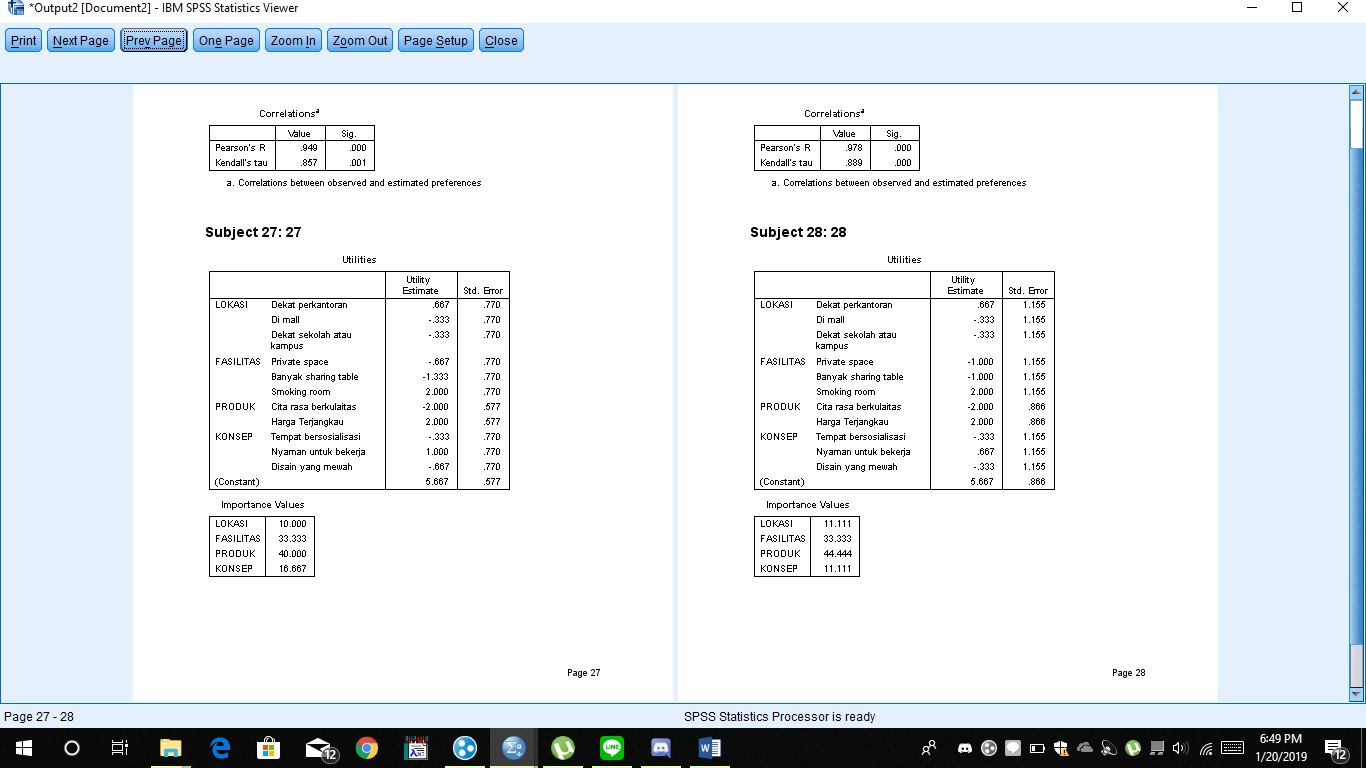 *Output2 [Document2] - IBM SPSS Statistics Viewer
Print Next Page Prev Page One Page Zoom In Zoom Out Page Setup Close
Correlationsa
Value Sig.
Pearson's R .949 .000
Kendall's tau .857 .001
a. Correlations between observed and estimated preferences
Subject 27: 27
Utilities
Utility
Estimate Std. Error
LOKASI Dekat perkantoran .667 .770
Di mall -.333 .770
Dekat sekolah atau -.333 .770
kampus
FASILITAS Private space -.667 .770
Banyak sharing table -1.333 .770
Smoking room 2.000 .770
PRODUK Cita rasa berkulaitas -2.000 .577
Harga Terjangkau 2.000 .577
KONSEP Tempat bersosialisasi -.333 .770
Nyaman untuk bekerja 1.000 .770
Disain yang mewah -.667 .770
(Constant) 5.667 .577
Importance Values
LOKASI 10.000
FASILITAS 33.333
PRODUK 40.000
KONSEP 16.667
Page 27
Correlationsa
Value Sig.
Pearson's R .978 .000
Kendall's tau .889 .000
a. Correlations between observed and estimated preferences
Subject 28: 28
Utilities
Utility
Estimate Std. Error
LOKASI Dekat perkantoran .667 1.155
Di mall -.333 1.155
Dekat sekolah atau -.333 1.155
kampus
FASILITAS Private space -1.000 1.155
Banyak sharing table -1.000 1.155
Smoking room 2.000 1.155
PRODUK Cita rasa berkulaitas -2.000 .866
Harga Terjangkau 2.000 .866
KONSEP Tempat bersosialisasi -.333 1.155
Nyaman untuk bekerja .667 1.155
Disain yang mewah -.333 1.155
(Constant) 5.667 .866
Importance Values
LOKASI 11.111
FASILITAS 33.333
PRODUK 44.444
KONSEP 11.111
Page 28
Page 27 - 28 SPSS Statistics Processor is ready
12
LINE
6:49 PM
1/20/2019
12